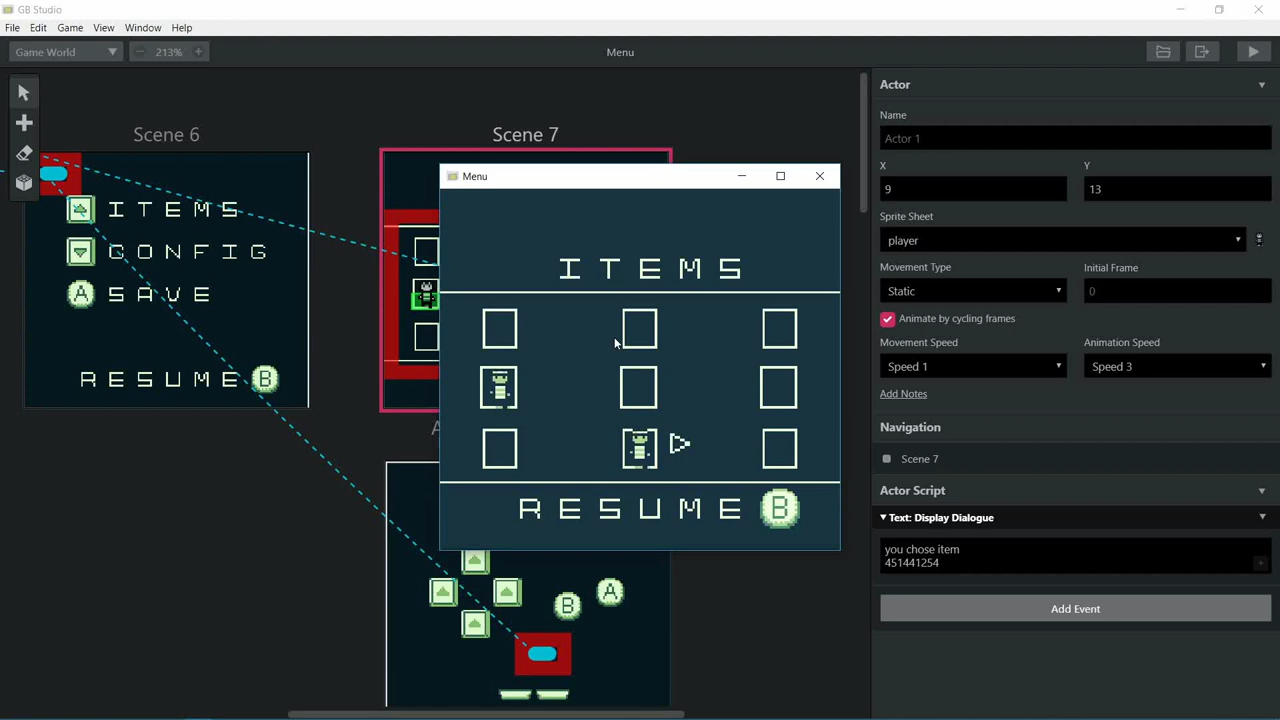 GB Studio
File Edit Game View Window Help
Game World
213%
Menu
Scene 6
ITEMS
CONFIG
A SAVE
RESUME B
Scene 7
Menu
ITEMS
RESUME B
B A
Actor
Name
Actor 1
X Y
9 13
Sprite Sheet
player
Movement Type Initial Frame
Static 0
Animate by cycling frames
Movement Speed Animation Speed
Speed 1 Speed 3
Add Notes
Navigation
Scene 7
Actor Script
Text: Display Dialogue
you chose item
451441254
Add Event